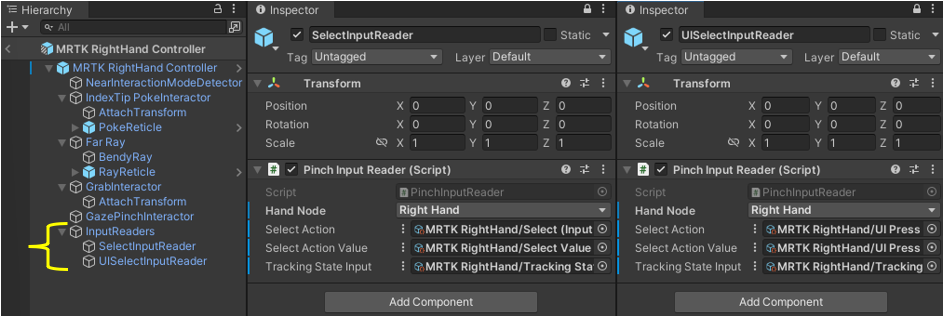 Hierarchy
All
MRTK RightHand Controller
MRTK RightHand Controller
NearInteractionModeDetector
IndexTip PokeInteractor
AttachTransform
PokeReticle
Far Ray
BendyRay
RayReticle
GrabInteractor
AttachTransform
GazePinchInteractor
InputReaders
SelectInputReader
UISelectInputReader
Inspector
SelectInputReader Static
Tag Untagged Layer Default
Transform
Position X 0 Y 0 Z 0
Rotation X 0 Y 0 Z 0
Scale X 1 Y 1 Z 1
Pinch Input Reader (Script)
Script PinchInputReader
Hand Node Right Hand
Select Action MRTK RightHand/Select (Input
Select Action Value MRTK RightHand/Select Value
Tracking State Input MRTK RightHand/Tracking Sta
Add Component
Inspector
UISelectInputReader Static
Tag Untagged Layer Default
Transform
Position X 0 Y 0 Z 0
Rotation X 0 Y 0 Z 0
Scale X 1 Y 1 Z 1
Pinch Input Reader (Script)
Script PinchInputReader
Hand Node Right Hand
Select Action MRTK RightHand/UI Press
Select Action Value MRTK RightHand/UI Press
Tracking State Input MRTK RightHand/Tracking
Add Component